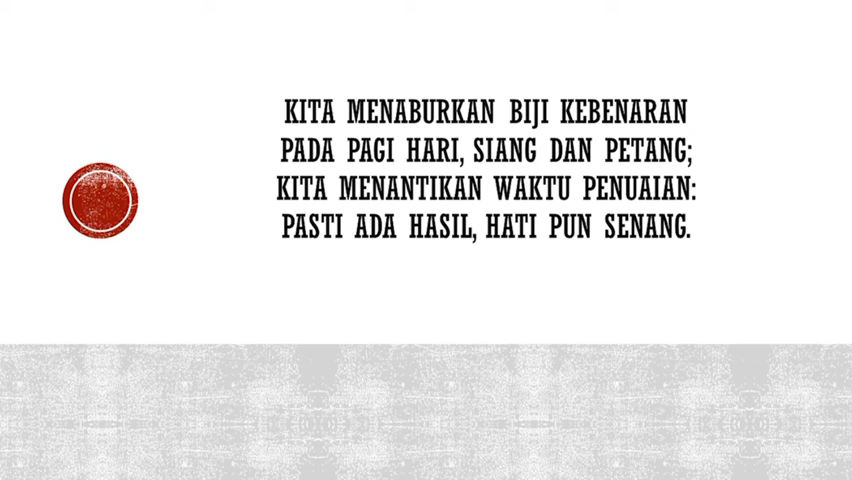 KITA MENABURKAN BIJI KEBENARAN
PADA PAGI HARI, SIANG DAN PETANG;
KITA MENANTIKAN WAKTU PENUAIAN:
PASTI ADA HASIL, HATI PUN SENANG.